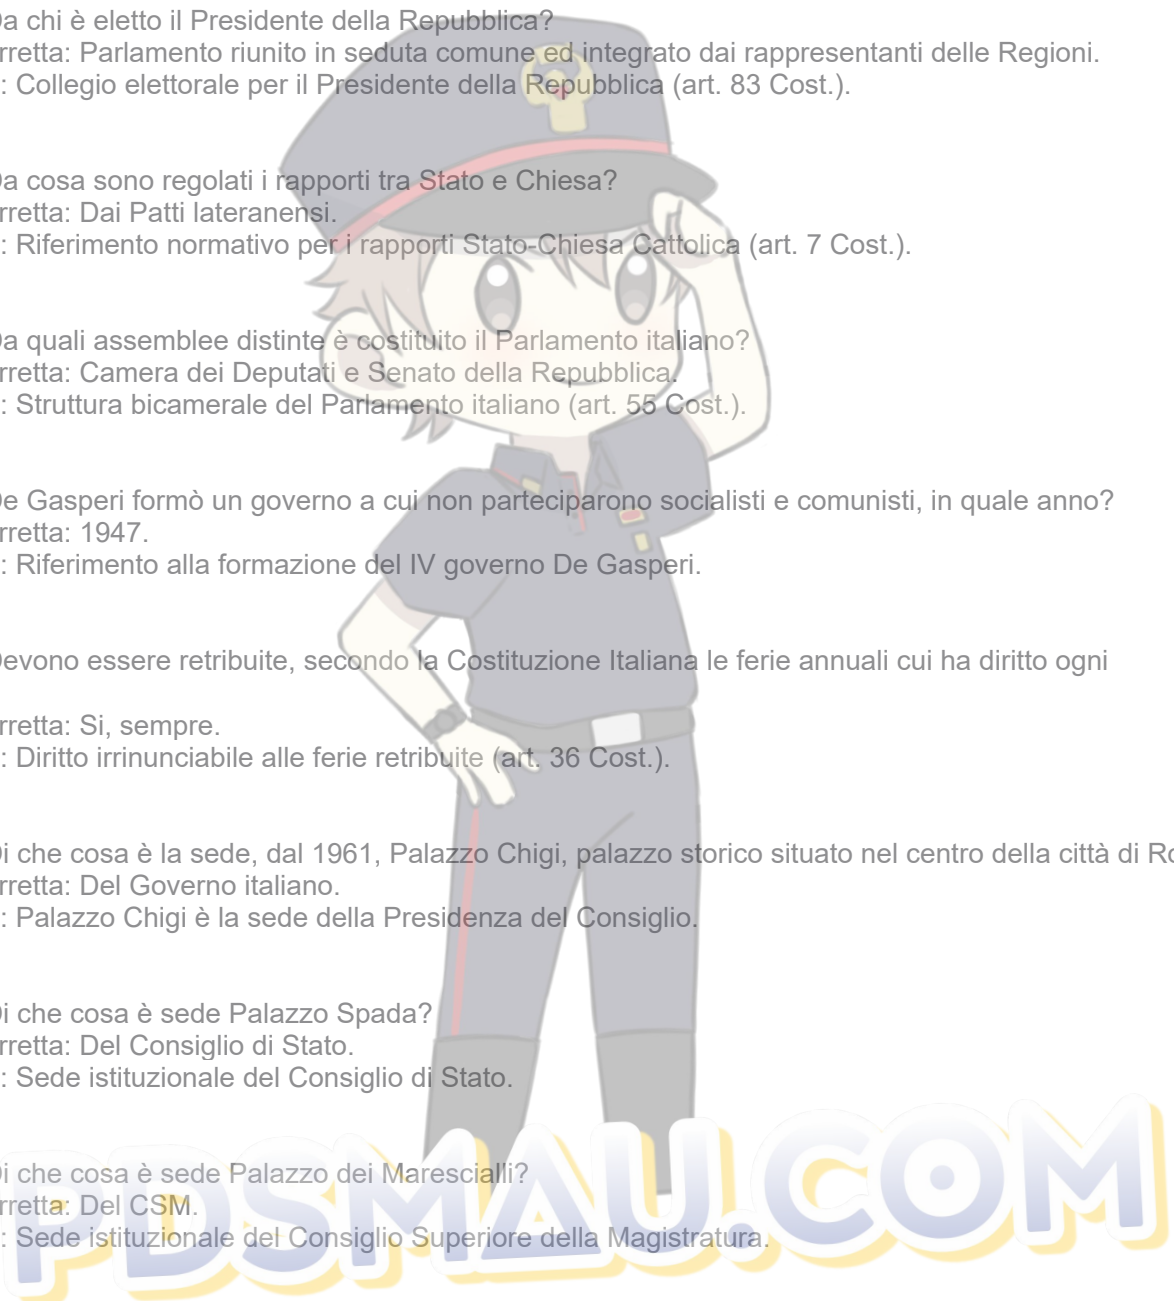 Da chi è eletto il Presidente della Repubblica?
rretta: Parlamento riunito in seduta comune ed integrato dai rappresentanti delle Regioni.
: Collegio elettorale per il Presidente della Repubblica (art. 83 Cost.).
Da cosa sono regolati i rapporti tra Stato e Chiesa?
rretta: Dai Patti lateranensi.
: Riferimento normativo per i rapporti Stato-Chiesa Cattolica (art. 7 Cost.).
Da quali assemblee distinte è costituito il Parlamento italiano?
rretta: Camera dei Deputati e Senato della Repubblica.
: Struttura bicamerale del Parlamento italiano (art. 55 Cost.).
De Gasperi formò un governo a cui non parteciparono socialisti e comunisti, in quale anno?
rretta: 1947.
: Riferimento alla formazione del IV governo De Gasperi.
Devono essere retribuite, secondo la Costituzione Italiana le ferie annuali cui ha diritto ogni
rretta: Si, sempre.
: Diritto irrinunciabile alle ferie retribuite (art. 36 Cost.).
Di che cosa è la sede, dal 1961, Palazzo Chigi, palazzo storico situato nel centro della città di Ro
rretta: Del Governo italiano.
: Palazzo Chigi è la sede della Presidenza del Consiglio.
Di che cosa è sede Palazzo Spada?
rretta: Del Consiglio di Stato.
: Sede istituzionale del Consiglio di Stato.
Di che cosa è sede Palazzo dei Marescialli?
rretta: Del CSM.
: Sede istituzionale del Consiglio Superiore della Magistratura.
PDSMAU.COM